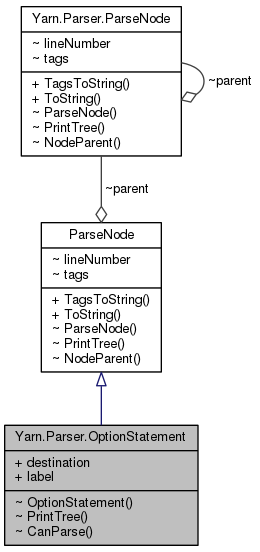 Yarn.Parser.ParseNode
~ lineNumber
~ tags
+ TagsToString()
+ ToString()
~ ParseNode()
~ PrintTree()
~ NodeParent()
~parent
~parent
ParseNode
~ lineNumber
~ tags
+ TagsToString()
+ ToString()
~ ParseNode()
~ PrintTree()
~ NodeParent()
Yarn.Parser.OptionStatement
+ destination
+ label
~ OptionStatement()
~ PrintTree()
~ CanParse()